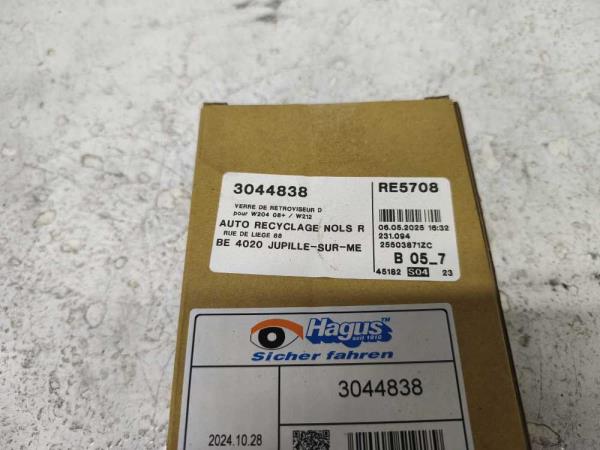 3044838
VERRE DE RETROVISEUR D
pour W204 08+ / W212
AUTO RECYCLAGE NOLS R
RUE DE LIEGE 88
BE 4020 JUPILLE-SUR-ME
RE5708
06.05.2025 16:32
231.094
25503871ZC
B 05_7
45182 S04 23
Hagus™
seit 1910
Sicher fahren
3044838
2024.10.28